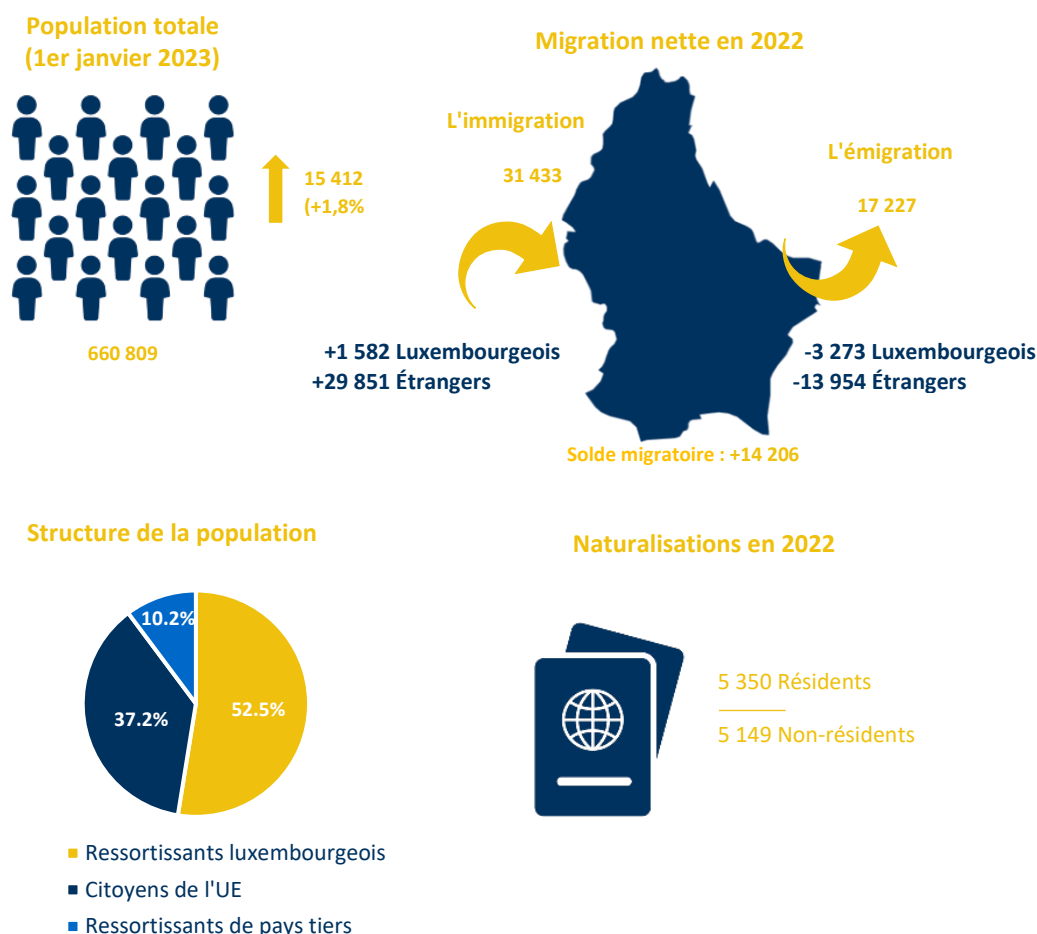 Population totale
(1er janvier 2023)
15 412
(+1,8%
660 809
Migration nette en 2022
L'immigration
31 433
L'émigration
17 227
+1 582 Luxembourgeois
+29 851 Étrangers
-3 273 Luxembourgeois
-13 954 Étrangers
Solde migratoire : +14 206
Structure de la population
10.2%
37.2%
52.5%
Ressortissants luxembourgeois
Citoyens de l'UE
Ressortissants de pays tiers
Naturalisations en 2022
5 350 Résidents
5 149 Non-résidents